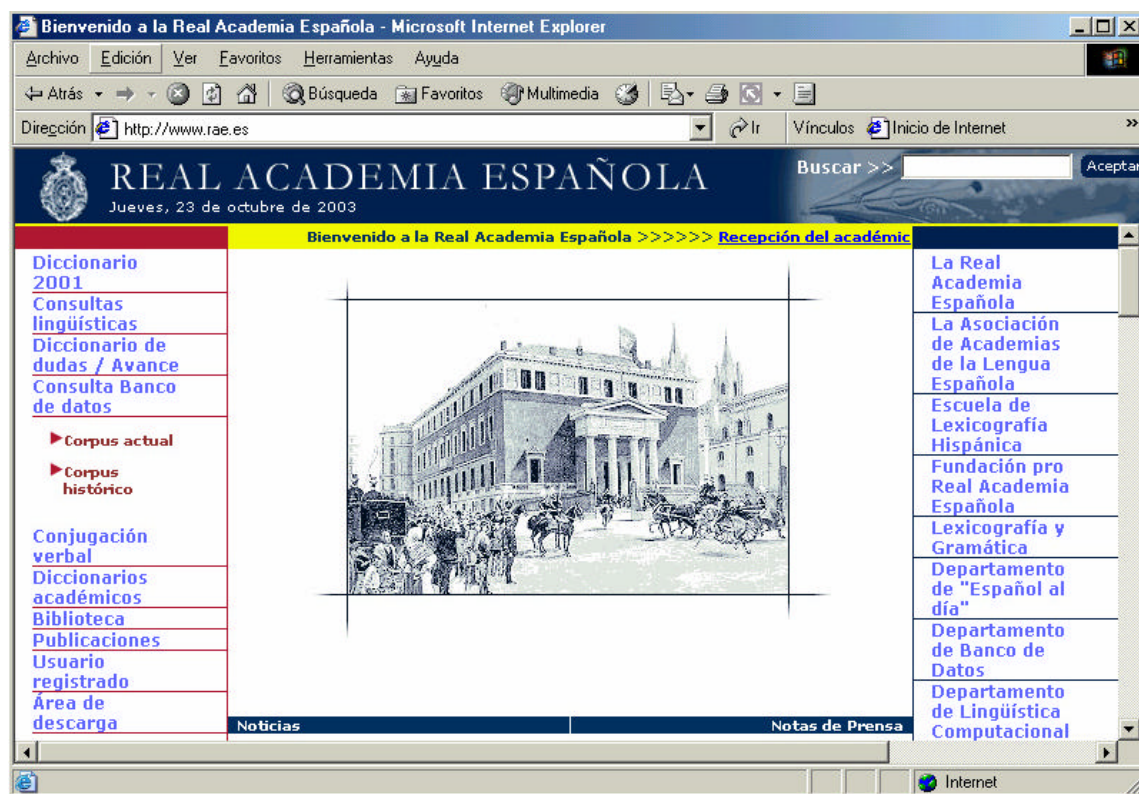 Bienvenido a la Real Academia Española - Microsoft Internet Explorer
Archivo Edición Ver Favoritos Herramientas Ayuda
Atrás Búsqueda Favoritos Multimedia
Dirección http://www.rae.es Ir Vínculos Inicio de Internet »
REAL ACADEMIA ESPAÑOLA
Jueves, 23 de octubre de 2003
Buscar >> Aceptar
Bienvenido a la Real Academia Española >>>>>> Recepción del académic
Diccionario
2001
Consultas
lingüísticas
Diccionario de
dudas / Avance
Consulta Banco
de datos
Corpus actual
Corpus
histórico
Conjugación
verbal
Diccionarios
académicos
Biblioteca
Publicaciones
Usuario
registrado
Área de
descarga
Noticias
Notas de Prensa
La Real
Academia
Española
La Asociación
de Academias
de la Lengua
Española
Escuela de
Lexicografía
Hispánica
Fundación pro
Real Academia
Española
Lexicografía y
Gramática
Departamento
de "Español al
día"
Departamento
de Banco de
Datos
Departamento
de Lingüística
Computacional
Internet